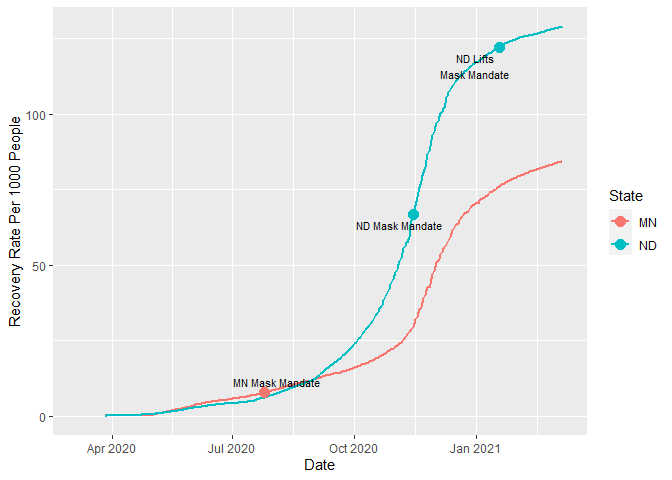 ND Lifts
Mask Mandate
100
ND Mask Mandate
50
MN Mask Mandate
0
Apr 2020
Jul 2020
Oct 2020
Jan 2021
Date
Recovery Rate Per 1000 People
State
MN
ND